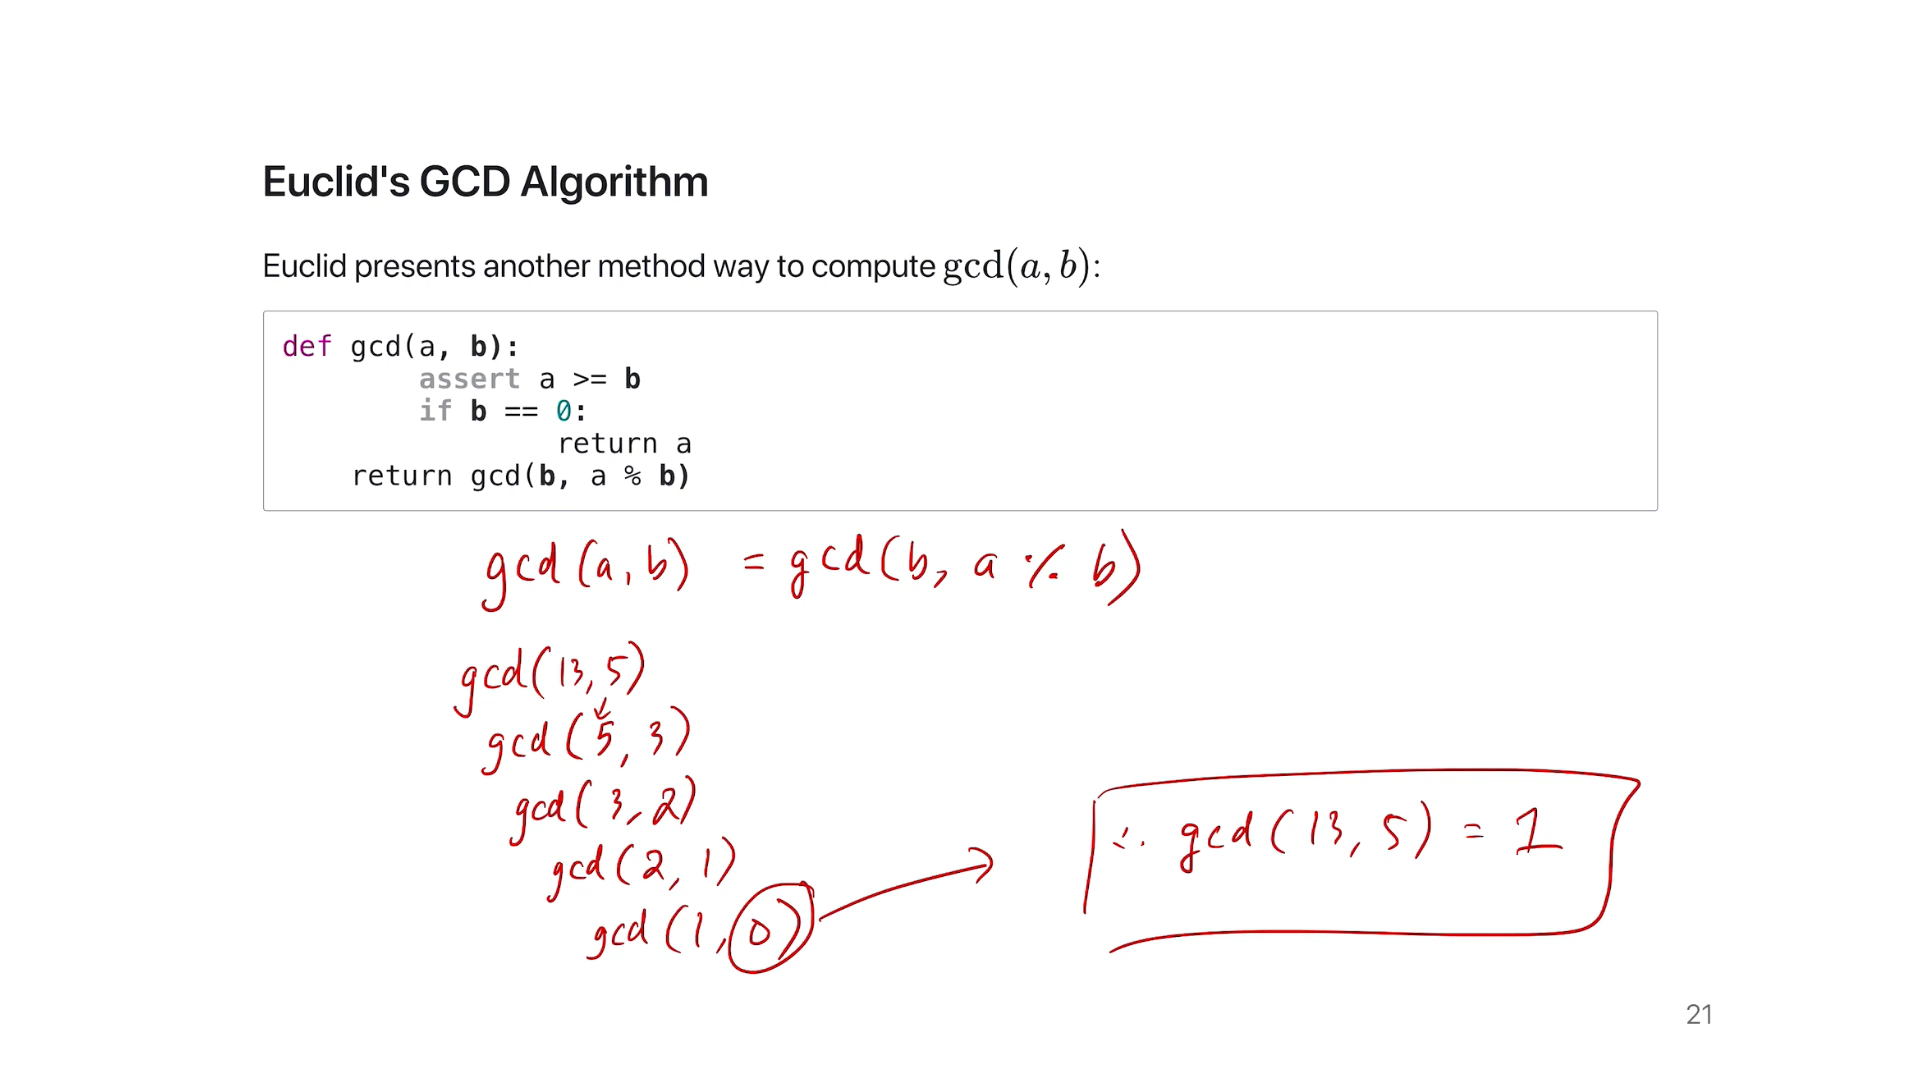 Euclid's GCD Algorithm
Euclid presents another method way to compute gcd(a, b):
def gcd(a, b):
assert a >= b
if b == 0:
return a
return gcd(b, a % b)
gcd(a, b) = gcd(b, a % b)
gcd(13, 5)
gcd(5, 3)
gcd(3, 2)
gcd(2, 1)
gcd(1, 0)
∴ gcd(13, 5) = 1
21